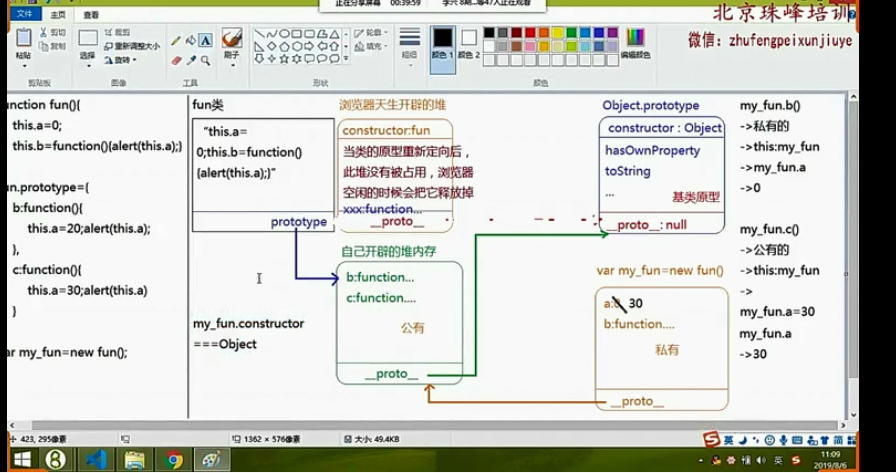 正在分享屏幕 00:39:59
北京珠峰培训
微信：zhufengpeixunjiuye
文件 主页 查看
粘贴
剪切
复制
选择
裁剪
重新调整大小
旋转
刷子
轮廓
填充
粗细
颜色 1
颜色 2
编辑颜色
剪贴板 图像 工具 形状 颜色
unction fun(){
this.a=0;
this.b=function(){alert(this.a);}
n.prototype={
b:function(){
this.a=20;alert(this.a);
},
c:function(){
this.a=30;alert(this.a)
}
ar my_fun=new fun();
fun类
"this.a=
0;this.b=function()
{alert(this.a);}"
prototype
my_fun.constructor
===Object
浏览器天生开辟的堆
constructor:fun
当类的原型重新定向后，
此堆没有被占用，浏览器
空闲的时候会把它释放掉
xxx:function...
__proto__
自己开辟的堆内存
b:function...
c:function....
公有
__proto__
Object.prototype
constructor : Object
hasOwnProperty
toString
...
基类原型
__proto__: null
var my_fun=new fun()
a:0 30
b:function....
私有
__proto__
my_fun.b()
->私有的
->this:my_fun
->my_fun.a
->0
my_fun.c()
->公有的
->this:my_fun
->
my_fun.a=30
my_fun.a
->30
423, 295像素
1362 × 576像素
大小: 49.4KB
英
简
英
11:09
2019/8/6